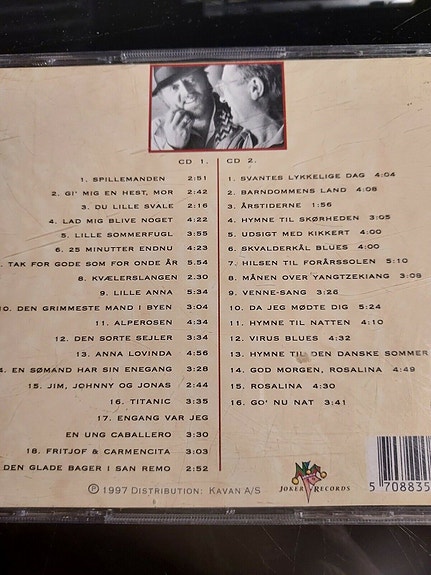 CD 1.
1. SPILLEMANDEN 2:51
2. GI' MIG EN HEST, MOR 2:42
3. DU LILLE SVALE 2:16
4. LAD MIG BLIVE NOGET 4:22
5. LILLE SOMMERFUGL 3:55
6. 25 MINUTTER ENDNU 4:23
. TAK FOR GODE SOM FOR ONDE ÅR 5:54
8. KVÆLERSLANGEN 2.30
9. LILLE ANNA 5:34
10. DEN GRIMMESTE MAND I BYEN 3:04
11. ALPEROSEN 4:34
12. DEN SORTE SEJLER 3:34
13. ANNA LOVINDA 4:56
4. EN SØMAND HAR SIN ENEGANG 3:28
15. JIM, JOHNNY OG JONAS 2:44
16. TITANIC 3:35
17. ENGANG VAR JEG
EN UNG CABALLERO 3:30
18. FRITJOF & CARMENCITA 3:03
DEN GLADE BAGER I SAN REMO 2:52
CD 2.
1. SVANTES LYKKELIGE DAG 4:04
2. BARNDOMMENS LAND 4:08
3. ÅRSTIDERNE 1:56
4. HYMNE TIL SKØRHEDEN 3:05
5. UDSIGT MED KIKKERT 4:00
6. SKVALDERKÅL BLUES 4:00
7. HILSEN TIL FORÅRSSOLEN 5:10
8. MÅNEN OVER YANGTZEKIANG 3:08
9. VENNE-SANG 3:26
10. DA JEG MØDTE DIG 5:24
11. HYMNE TIL NATTEN 4:10
12. VIRUS BLUES 4:32
13. HYMNE TIL DEN DANSKE SOMMER
14. GOD MORGEN, ROSALINA 4:49
15. ROSALINA 4:30
16. GO' NU NAT 3:41
Ⓟ 1997 DISTRIBUTION: KAVAN A/S
JOKER RECORDS
5 708835